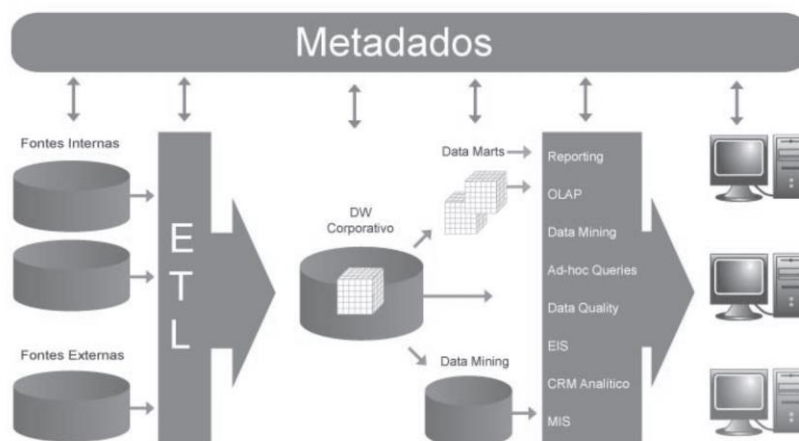 Metadados
Fontes Internas
Fontes Externas
E
T
L
DW
Corporativo
Data Marts
Data Mining
Reporting
OLAP
Data Mining
Ad-hoc Queries
Data Quality
EIS
CRM Analítico
MIS